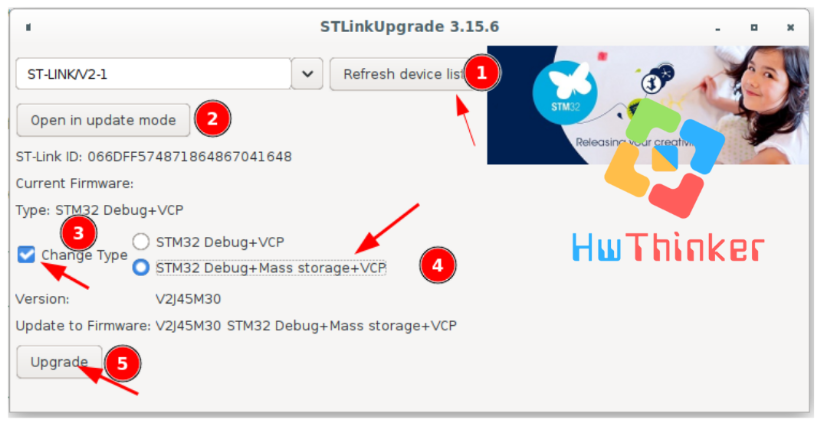 STLinkUpgrade 3.15.6
ST-LINK/V2-1
Refresh device list
1
Open in update mode
2
STM32
Releasing your creativity
ST-Link ID: 066DFF574871864867041648
Current Firmware:
Type: STM32 Debug+VCP
3
STM32 Debug+VCP
Change Type
STM32 Debug+Mass storage+VCP
4
HwThinker
Version: V2J45M30
Update to Firmware: V2J45M30 STM32 Debug+Mass storage+VCP
Upgrade
5